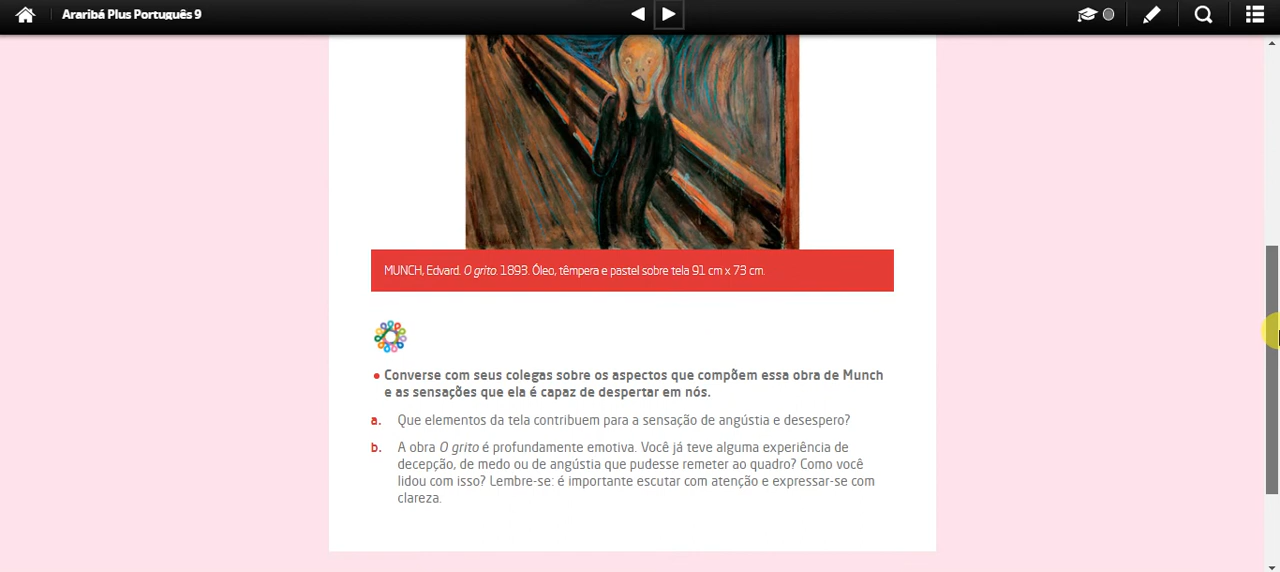 Araribá Plus Português 9
MUNCH, Edvard. O grito. 1893. Óleo, têmpera e pastel sobre tela 91 cm x 73 cm.
• Converse com seus colegas sobre os aspectos que compõem essa obra de Munch
e as sensações que ela é capaz de despertar em nós.
a. Que elementos da tela contribuem para a sensação de angústia e desespero?
b. A obra O grito é profundamente emotiva. Você já teve alguma experiência de
decepção, de medo ou de angústia que pudesse remeter ao quadro? Como você
lidou com isso? Lembre-se: é importante escutar com atenção e expressar-se com
clareza.